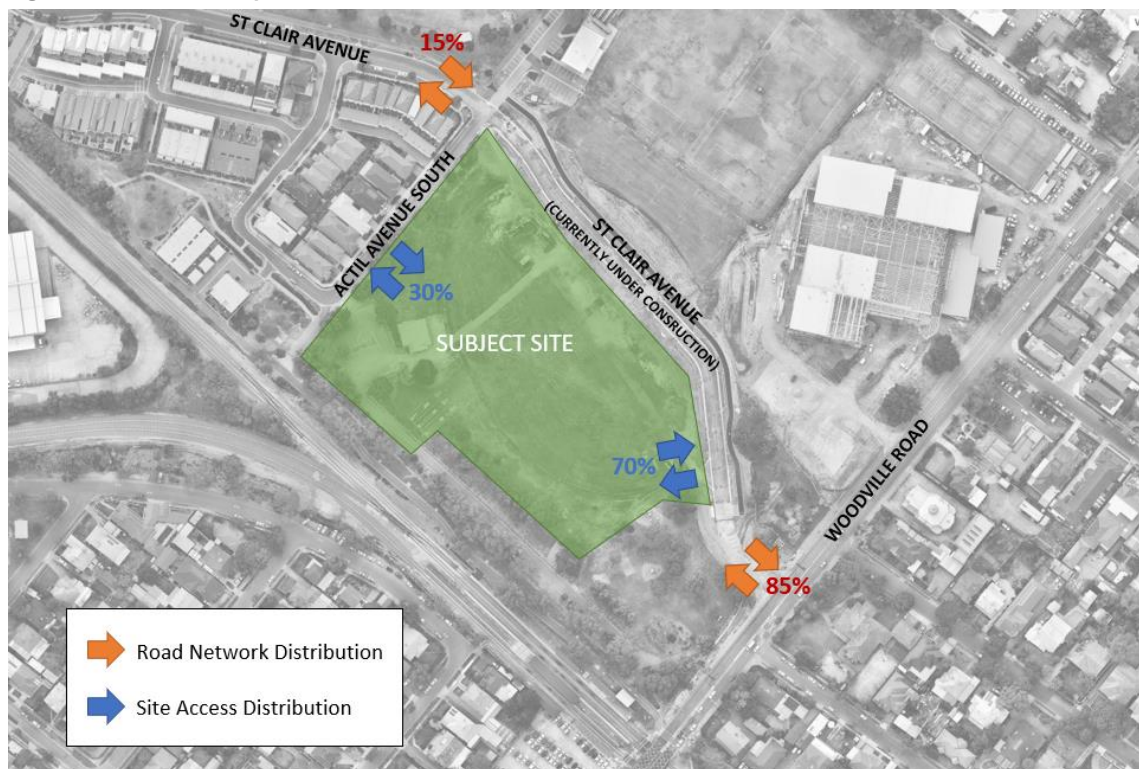 ST CLAIR AVENUE
15%
ACTIL AVENUE SOUTH
30%
ST CLAIR AVENUE
(CURRENTLY UNDER CONSRUCTION)
SUBJECT SITE
70%
WOODVILLE ROAD
85%
Road Network Distribution
Site Access Distribution